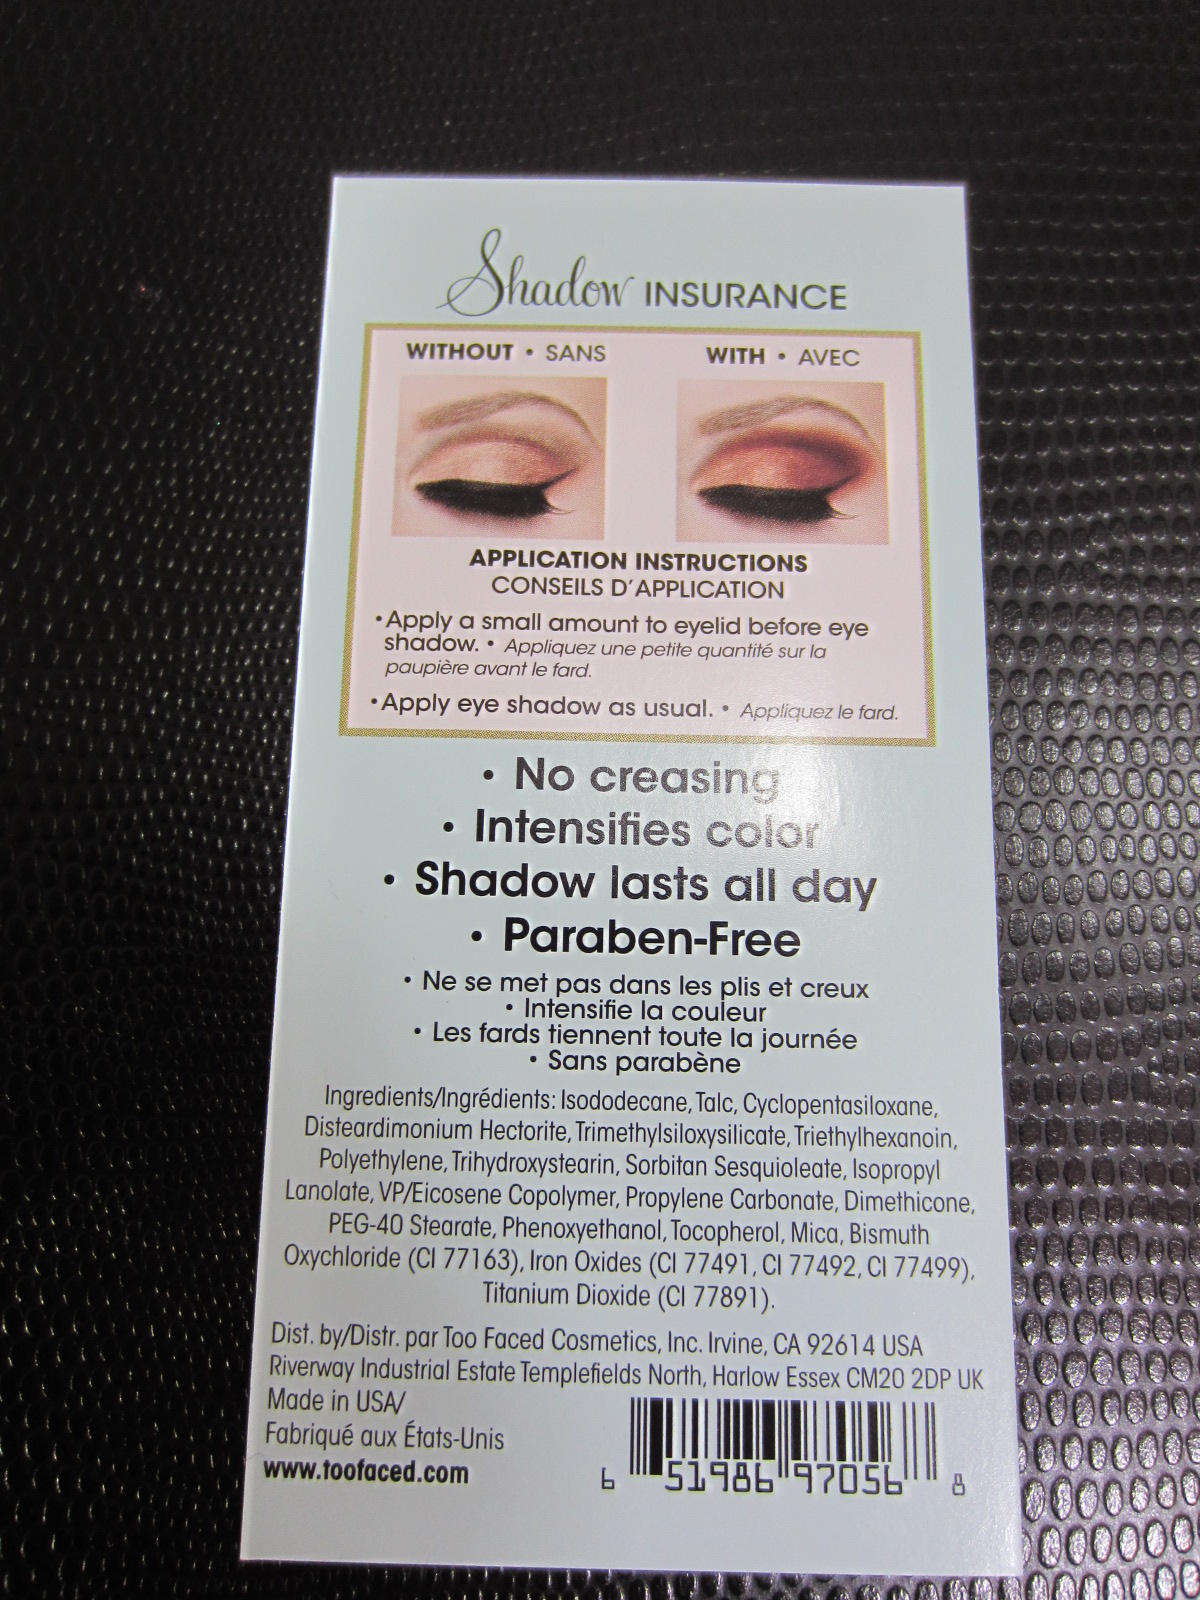 Shadow INSURANCE
WITHOUT • SANS
WITH • AVEC
APPLICATION INSTRUCTIONS
CONSEILS D'APPLICATION
• Apply a small amount to eyelid before eye
shadow. • Appliquez une petite quantité sur la
paupière avant le fard.
• Apply eye shadow as usual. • Appliquez le fard.
• No creasing
• Intensifies color
• Shadow lasts all day
• Paraben-Free
• Ne se met pas dans les plis et creux
• Intensifie la couleur
• Les fards tiennent toute la journée
• Sans parabène
Ingredients/Ingrédients: Isododecane, Talc, Cyclopentasiloxane,
Disteardimonium Hectorite, Trimethylsiloxysilicate, Triethylhexanoin,
Polyethylene, Trihydroxystearin, Sorbitan Sesquioleate, Isopropyl
Lanolate, VP/Eicosene Copolymer, Propylene Carbonate, Dimethicone,
PEG-40 Stearate, Phenoxyethanol, Tocopherol, Mica, Bismuth
Oxychloride (CI 77163), Iron Oxides (CI 77491, CI 77492, CI 77499),
Titanium Dioxide (CI 77891).
Dist. by/Distr. par Too Faced Cosmetics, Inc. Irvine, CA 92614 USA
Riverway Industrial Estate Templefields North, Harlow Essex CM20 2DP UK
Made in USA/
Fabriqué aux États-Unis
www.toofaced.com
6 51986 97056 8